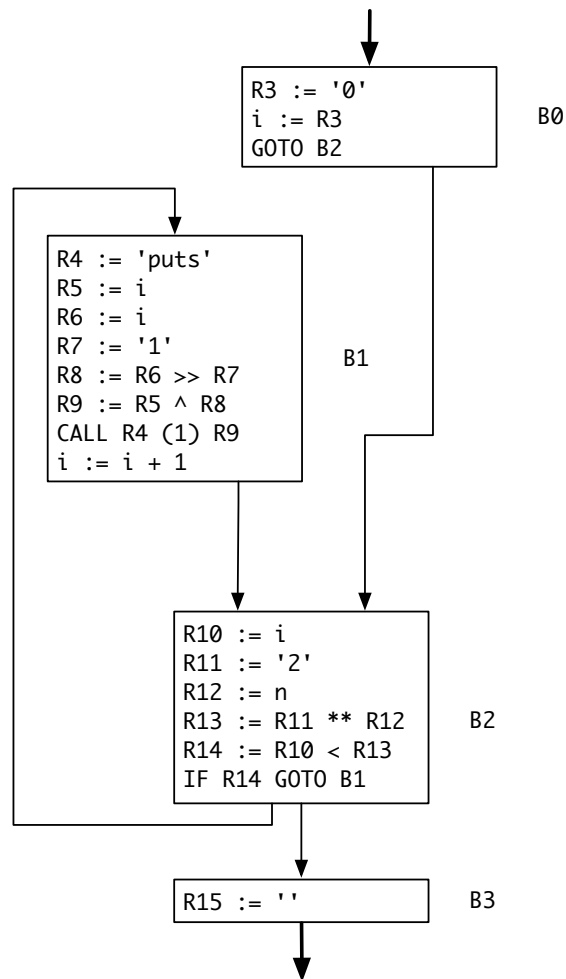 R3 := '0'
i := R3
GOTO B2
B0
R4 := 'puts'
R5 := i
R6 := i
R7 := '1'
R8 := R6 >> R7
R9 := R5 ^ R8
CALL R4 (1) R9
i := i + 1
B1
R10 := i
R11 := '2'
R12 := n
R13 := R11 ** R12
R14 := R10 < R13
IF R14 GOTO B1
B2
R15 := ''
B3